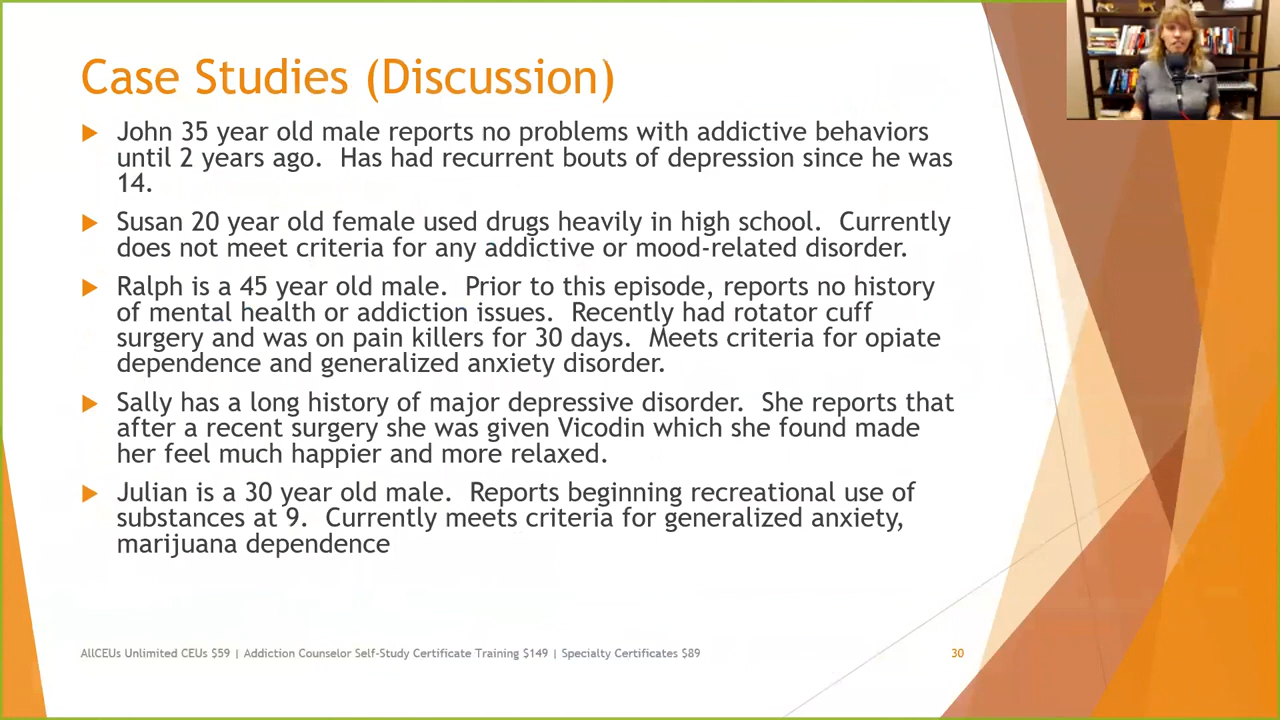 Case Studies (Discussion)
John 35 year old male reports no problems with addictive behaviors
until 2 years ago.  Has had recurrent bouts of depression since he was
14.
Susan 20 year old female used drugs heavily in high school.  Currently
does not meet criteria for any addictive or mood-related disorder.
Ralph is a 45 year old male.  Prior to this episode, reports no history
of mental health or addiction issues.  Recently had rotator cuff
surgery and was on pain killers for 30 days.  Meets criteria for opiate
dependence and generalized anxiety disorder.
Sally has a long history of major depressive disorder.  She reports that
after a recent surgery she was given Vicodin which she found made
her feel much happier and more relaxed.
Julian is a 30 year old male.  Reports beginning recreational use of
substances at 9.  Currently meets criteria for generalized anxiety,
marijuana dependence
AllCEUs Unlimited CEUs $59 | Addiction Counselor Self-Study Certificate Training $149 | Specialty Certificates $89
30